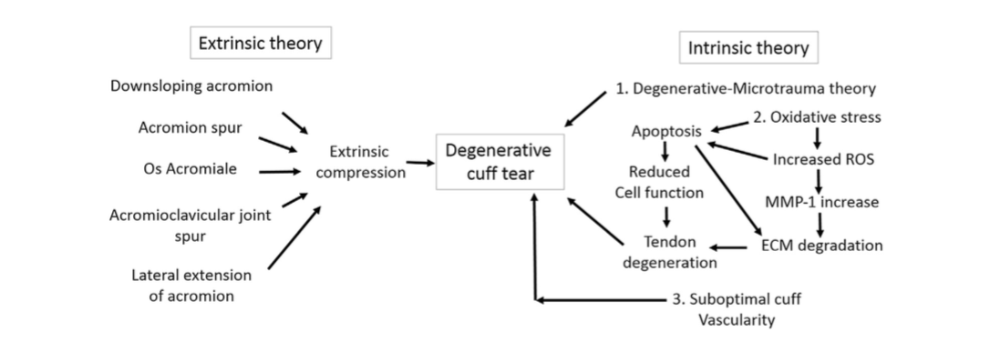 Extrinsic theory
Downsloping acromion
Acromion spur
Os Acromiale
Acromioclavicular joint
spur
Lateral extension
of acromion
Extrinsic
compression
Degenerative
cuff tear
Intrinsic theory
1. Degenerative-Microtrauma theory
2. Oxidative stress
Apoptosis
Increased ROS
Reduced
Cell function
MMP-1 increase
Tendon
degeneration
ECM degradation
3. Suboptimal cuff
Vascularity